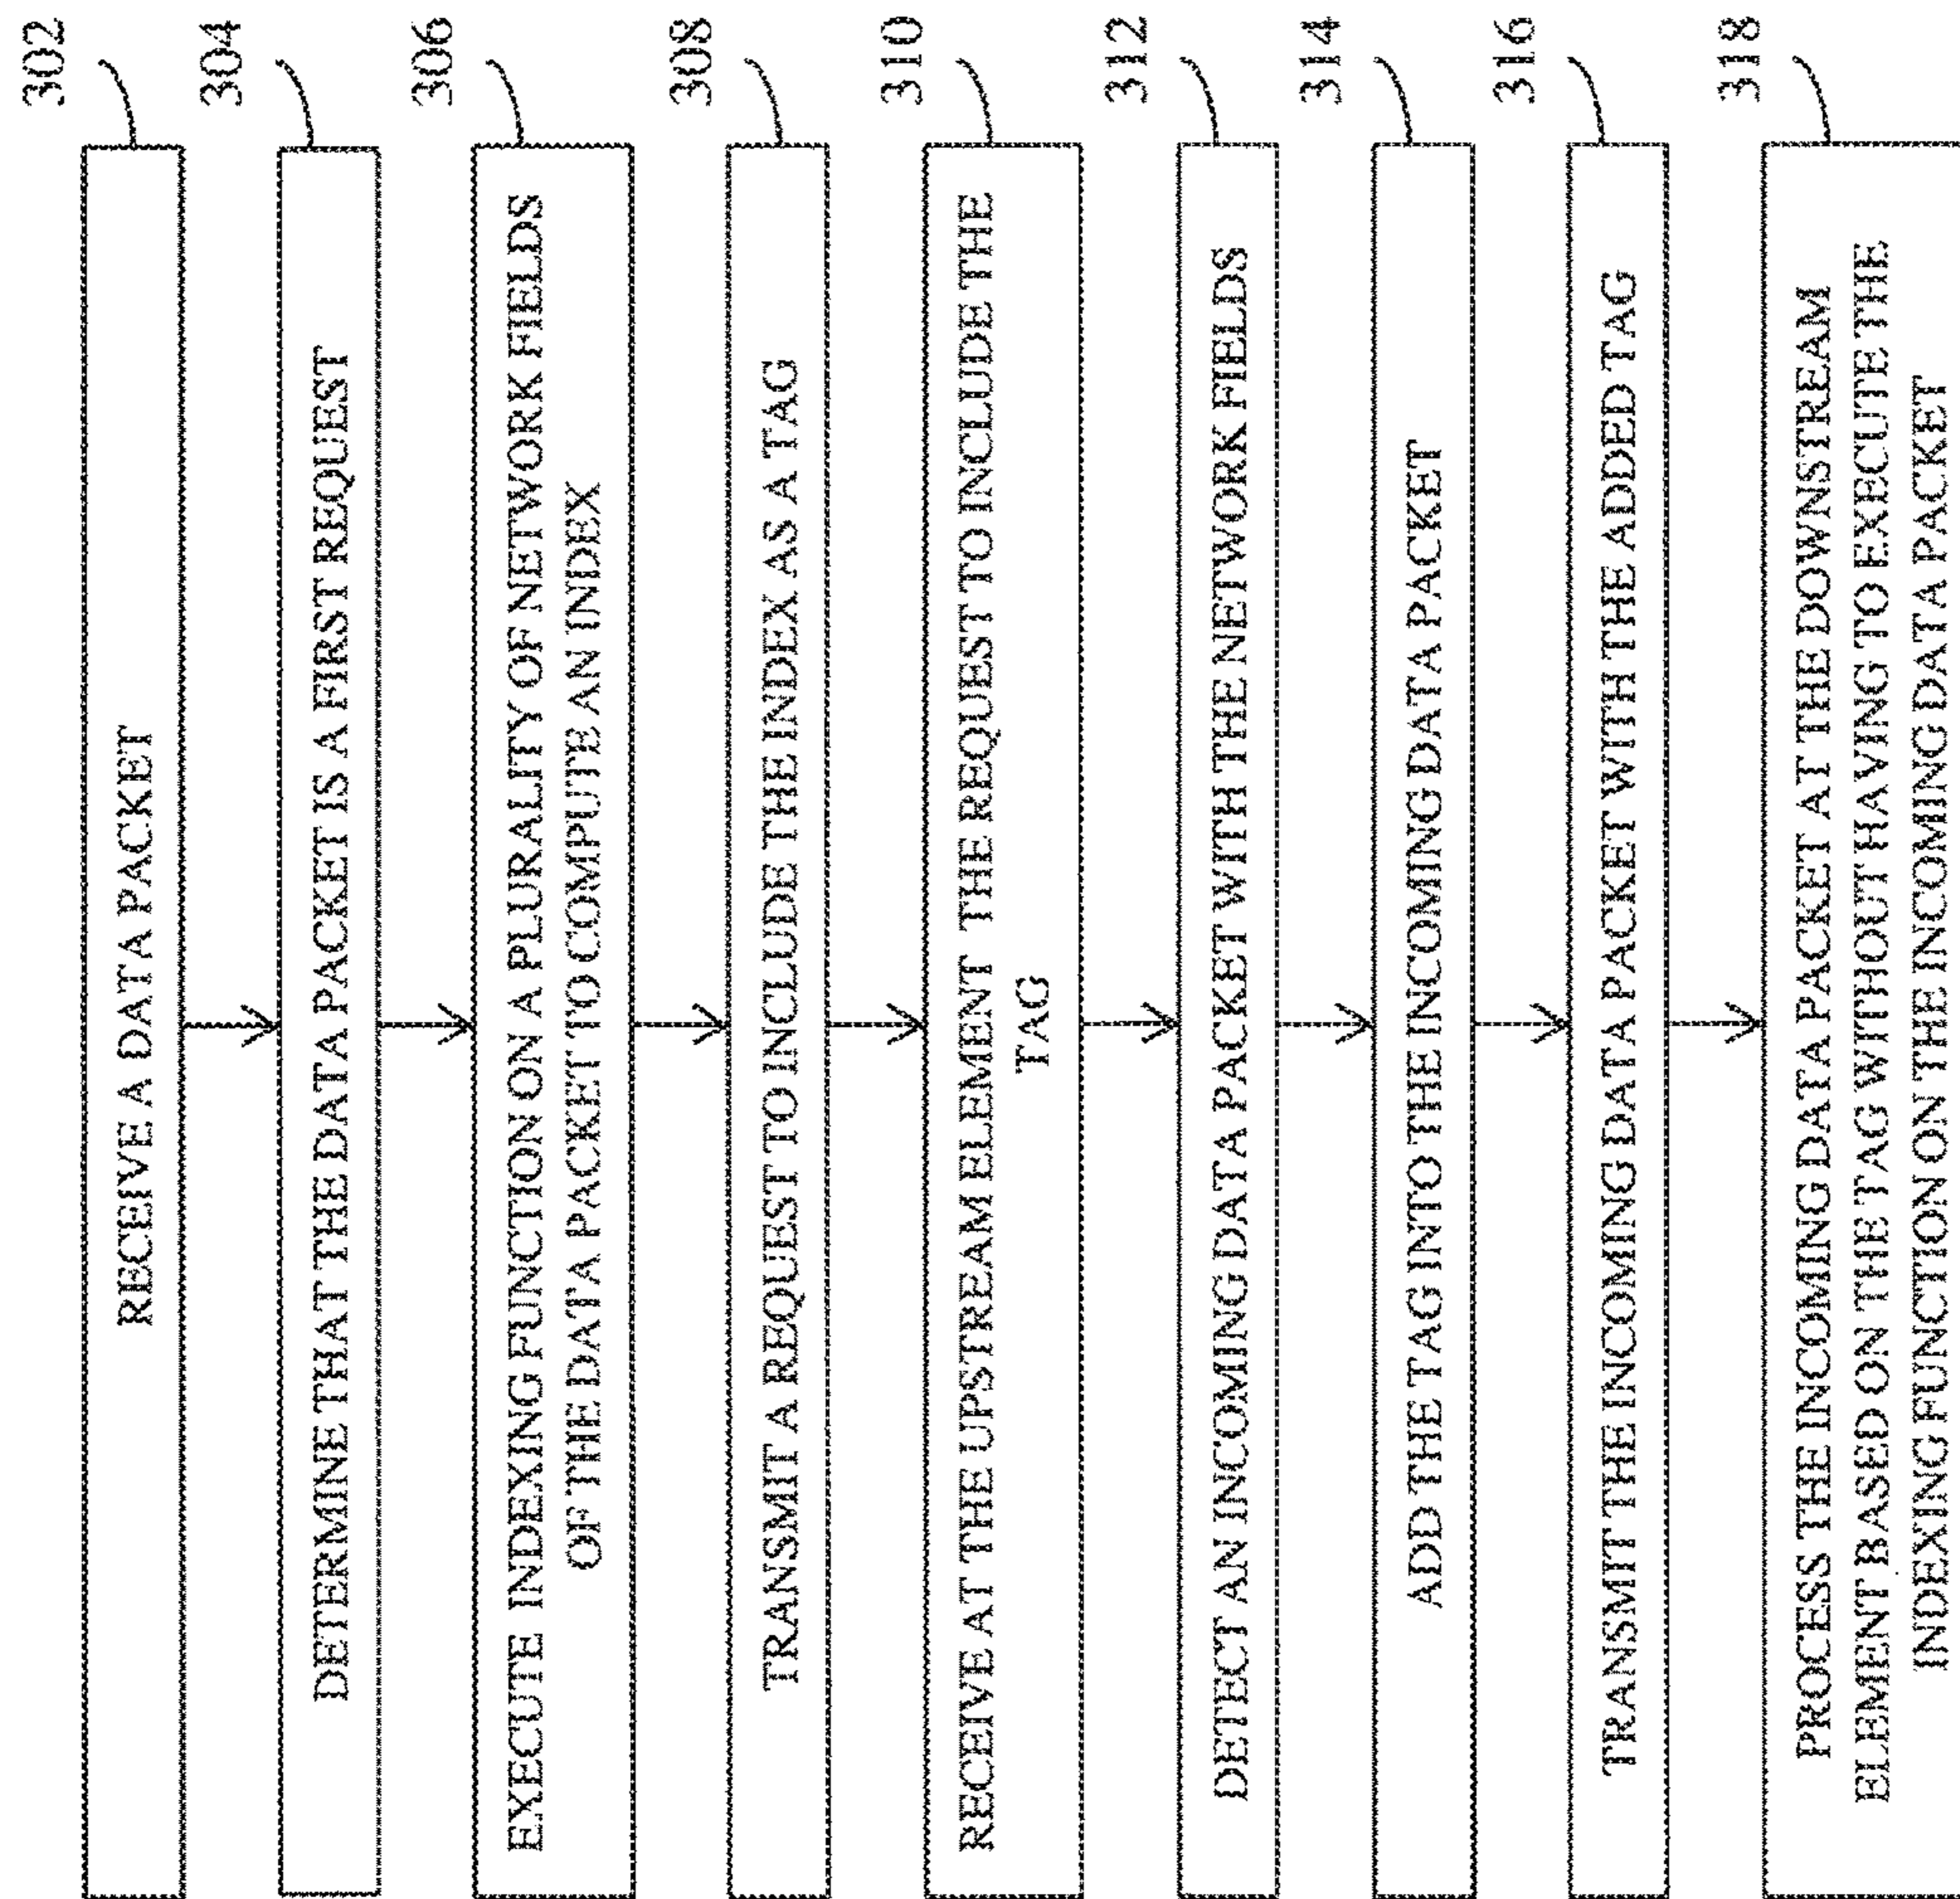 302
RECEIVE A DATA PACKET
304
DETERMINE THAT THE DATA PACKET IS A FIRST REQUEST
306
EXECUTE INDEXING FUNCTION ON A PLURALITY OF NETWORK FIELDS
OF THE DATA PACKET TO COMPUTE AN INDEX
308
TRANSMIT A REQUEST TO INCLUDE THE INDEX AS A TAG
310
RECEIVE AT THE UPSTREAM ELEMENT THE REQUEST TO INCLUDE THE
TAG
312
DETECT AN INCOMING DATA PACKET WITH THE NETWORK FIELDS
314
ADD THE TAG INTO THE INCOMING DATA PACKET
316
TRANSMIT THE INCOMING DATA PACKET WITH THE ADDED TAG
318
PROCESS THE INCOMING DATA PACKET AT THE DOWNSTREAM
ELEMENT BASED ON THE TAG WITHOUT HAVING TO EXECUTE THE
INDEXING FUNCTION ON THE INCOMING DATA PACKET